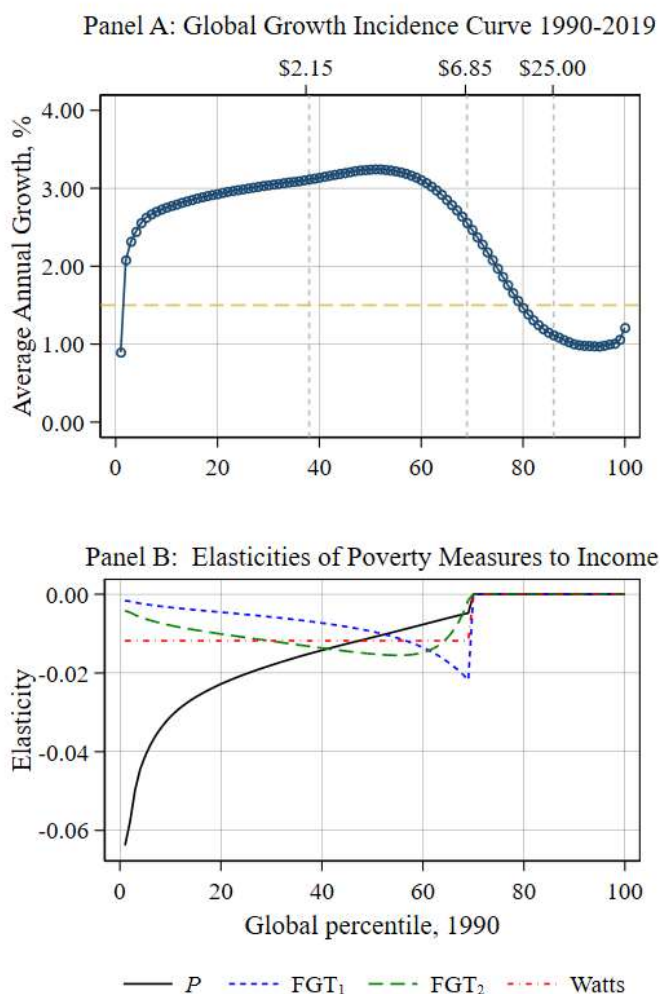 Panel A: Global Growth Incidence Curve 1990-2019
$2.15 $6.85 $25.00
4.00
3.00
2.00
1.00
0.00
Average Annual Growth, %
0 20 40 60 80 100
Panel B: Elasticities of Poverty Measures to Income
0.00
-0.02
-0.04
-0.06
Elasticity
0 20 40 60 80 100
Global percentile, 1990
P FGT₁ FGT₂ Watts